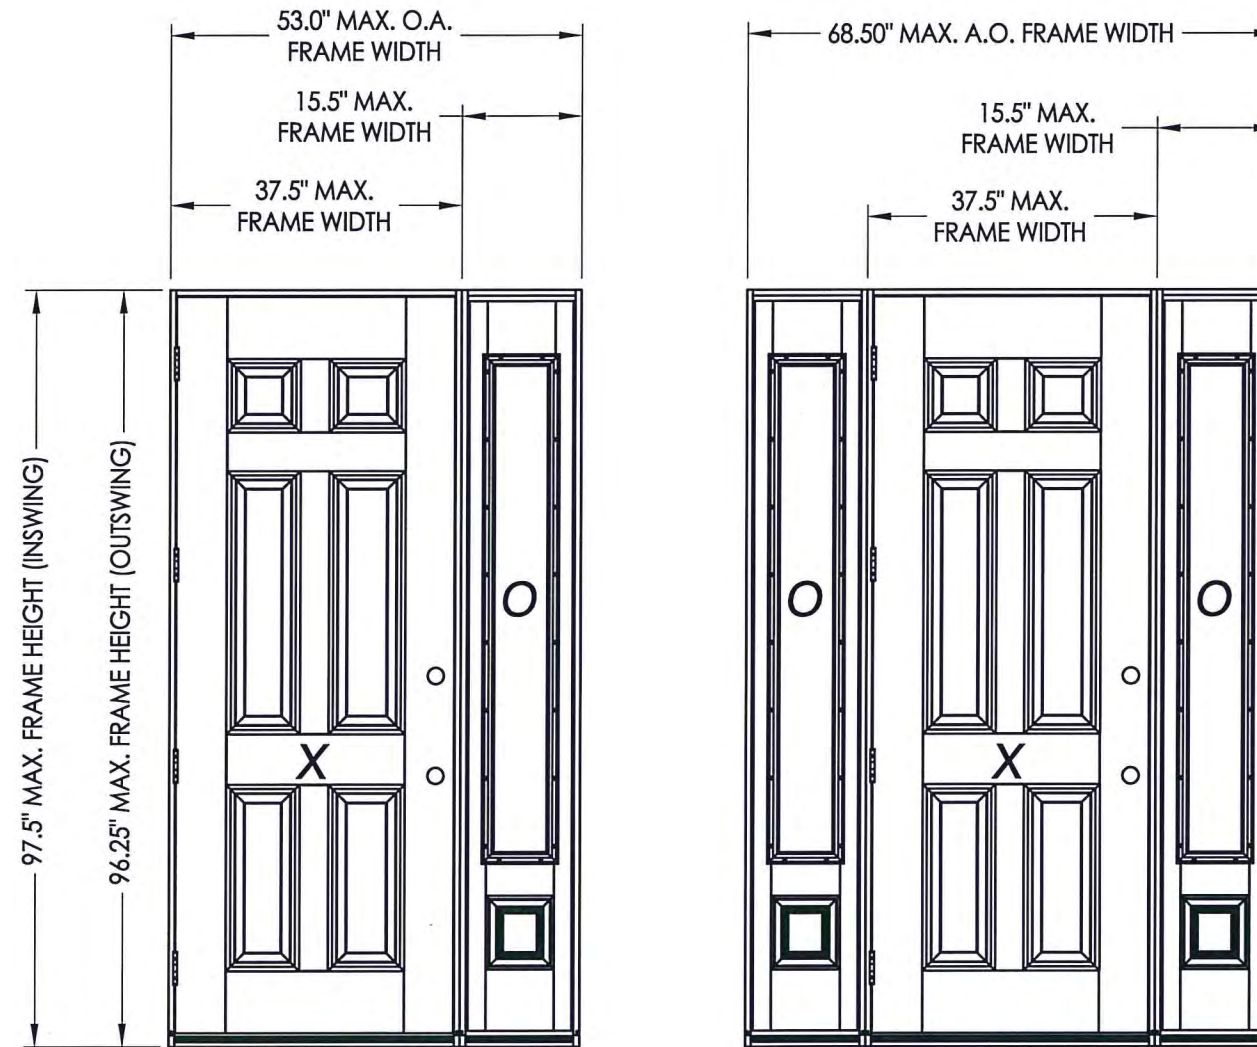 53.0" MAX. O.A.
FRAME WIDTH
15.5" MAX.
FRAME WIDTH
37.5" MAX.
FRAME WIDTH
97.5" MAX. FRAME HEIGHT (INSWING)
96.25" MAX. FRAME HEIGHT (OUTSWING)
X
O
68.50" MAX. A.O. FRAME WIDTH
15.5" MAX.
FRAME WIDTH
37.5" MAX.
FRAME WIDTH
O
X
O